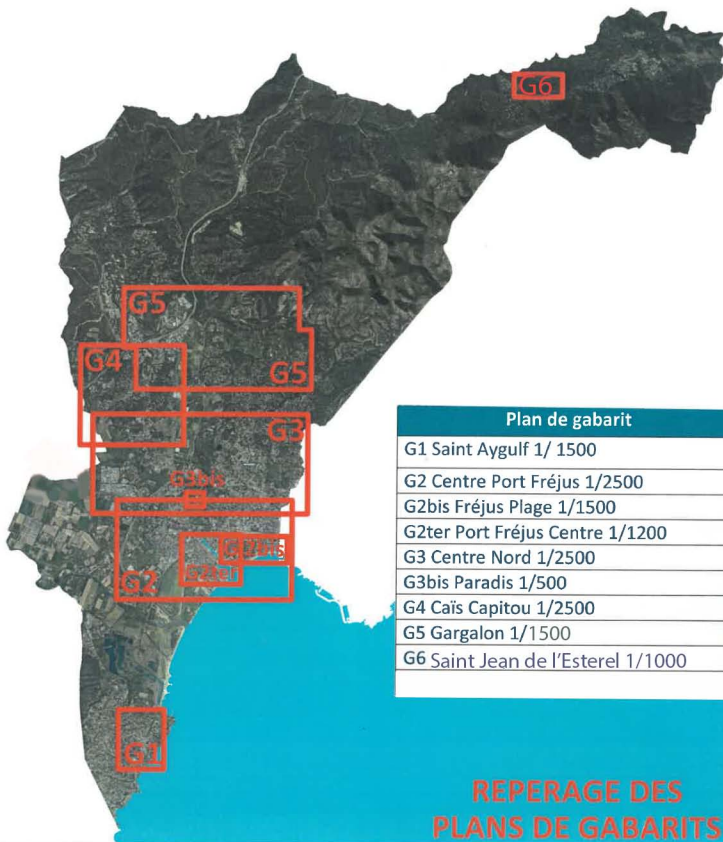 G6
G5
G4
G5
G3
G3bis
G2bis
G2ter
G2
G1
Plan de gabarit
G1 Saint Aygulf 1/ 1500
G2 Centre Port Fréjus 1/2500
G2bis Fréjus Plage 1/1500
G2ter Port Fréjus Centre 1/1200
G3 Centre Nord 1/2500
G3bis Paradis 1/500
G4 Caïs Capitou 1/2500
G5 Gargalon 1/1500
G6 Saint Jean de l'Esterel 1/1000
REPERAGE DES
PLANS DE GABARITS